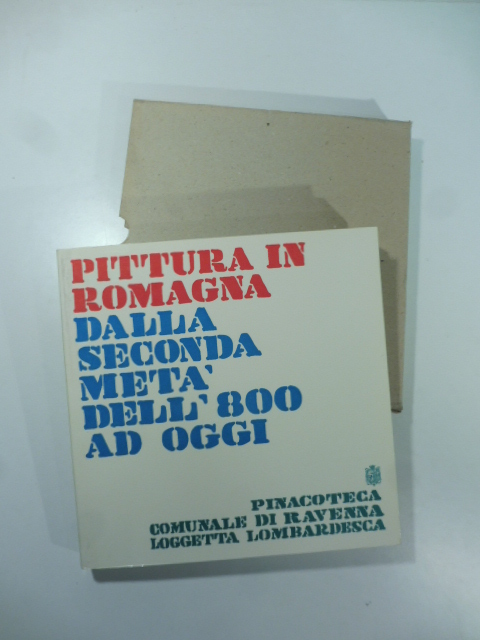 PITTURA IN
ROMAGNA
DALLA
SECONDA
META'
DELL' 800
AD OGGI
PINACOTECA
COMUNALE DI RAVENNA
LOGGETTA LOMBARDESCA